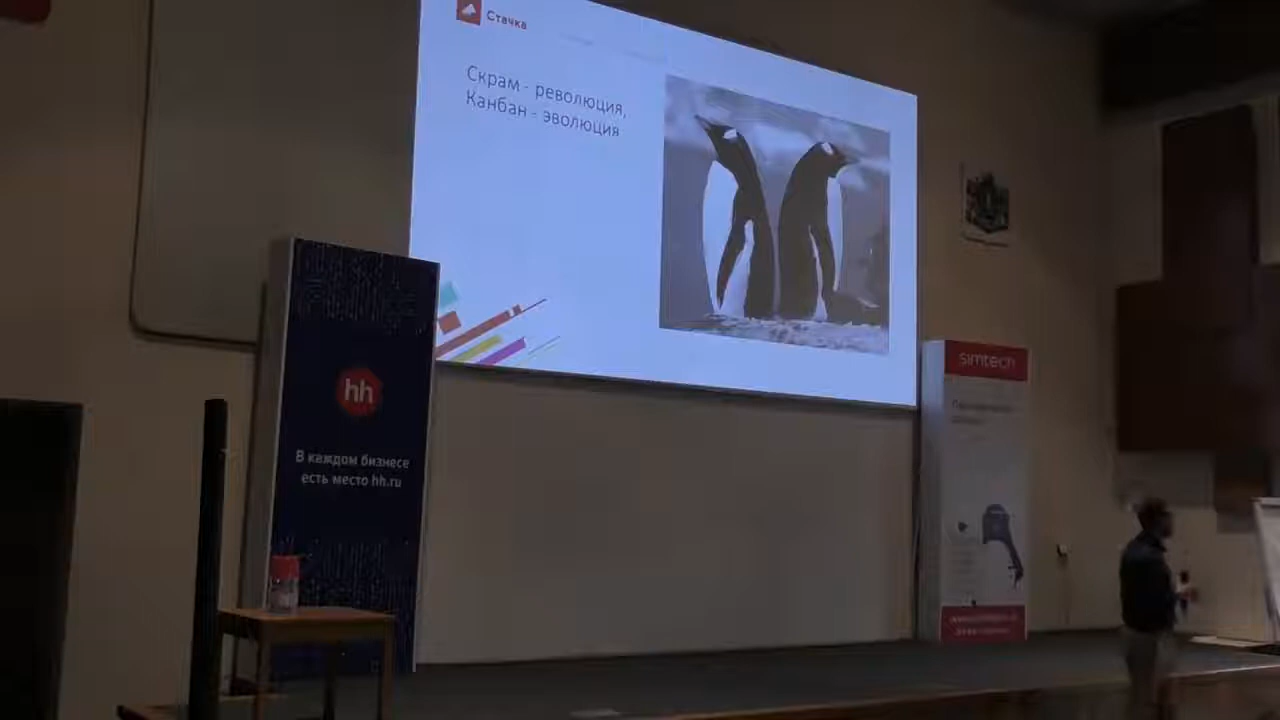 Стачка
Скрам - революция,
Канбан - эволюция
hh
В каждом бизнесе
есть место hh.ru
simtech